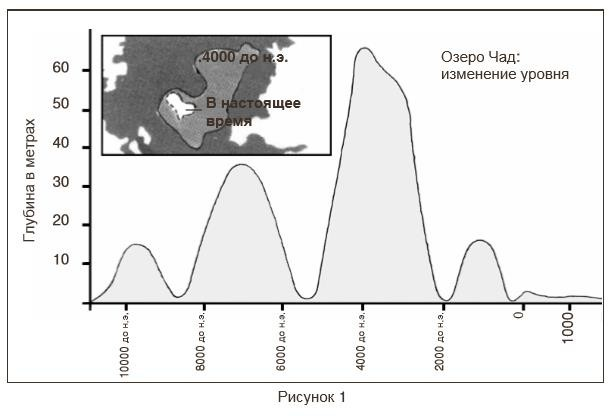 Озеро Чад:
изменение уровня
4000 до н.э.
В настоящее
время
Глубина в метрах
60
50
40
30
20
10
10000 до н.э.
8000 до н.э.
6000 до н.э.
4000 до н.э.
2000 до н.э.
0
1000
Рисунок 1